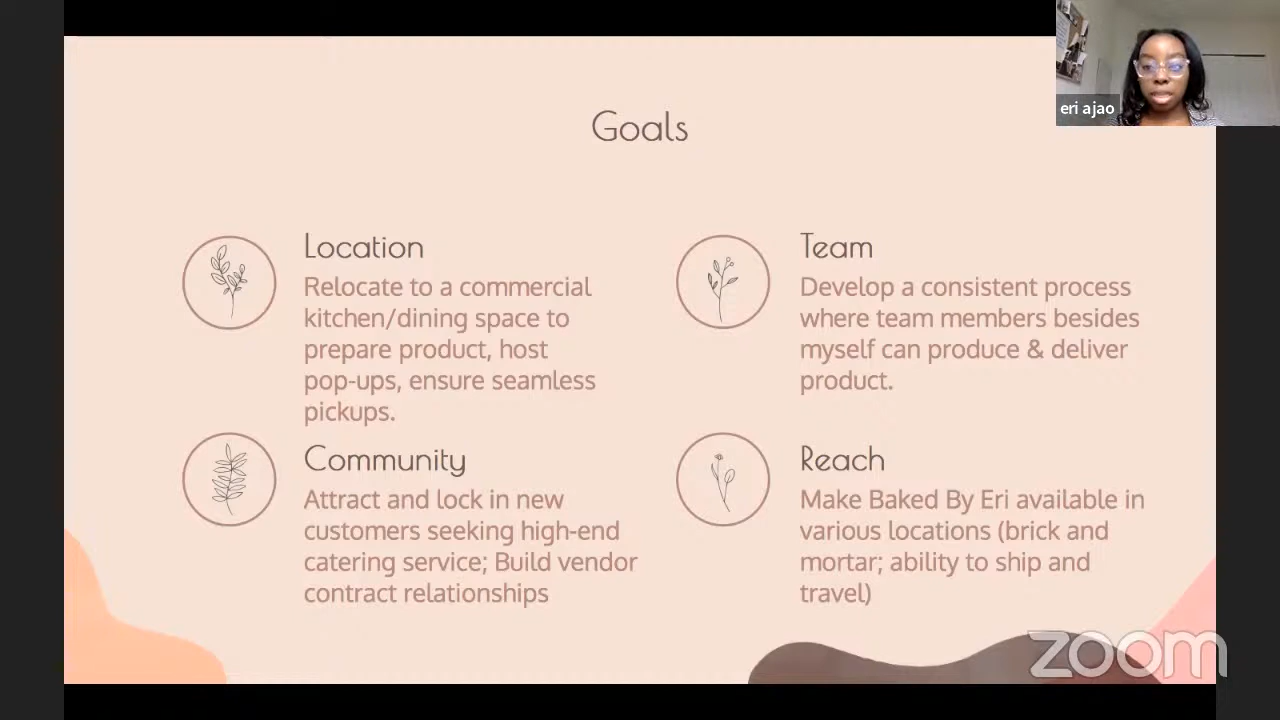 Goals
Location
Relocate to a commercial
kitchen/dining space to
prepare product, host
pop-ups, ensure seamless
pickups.
Team
Develop a consistent process
where team members besides
myself can produce & deliver
product.
Community
Attract and lock in new
customers seeking high-end
catering service; Build vendor
contract relationships
Reach
Make Baked By Eri available in
various locations (brick and
mortar; ability to ship and
travel)
eri ajao
zoom